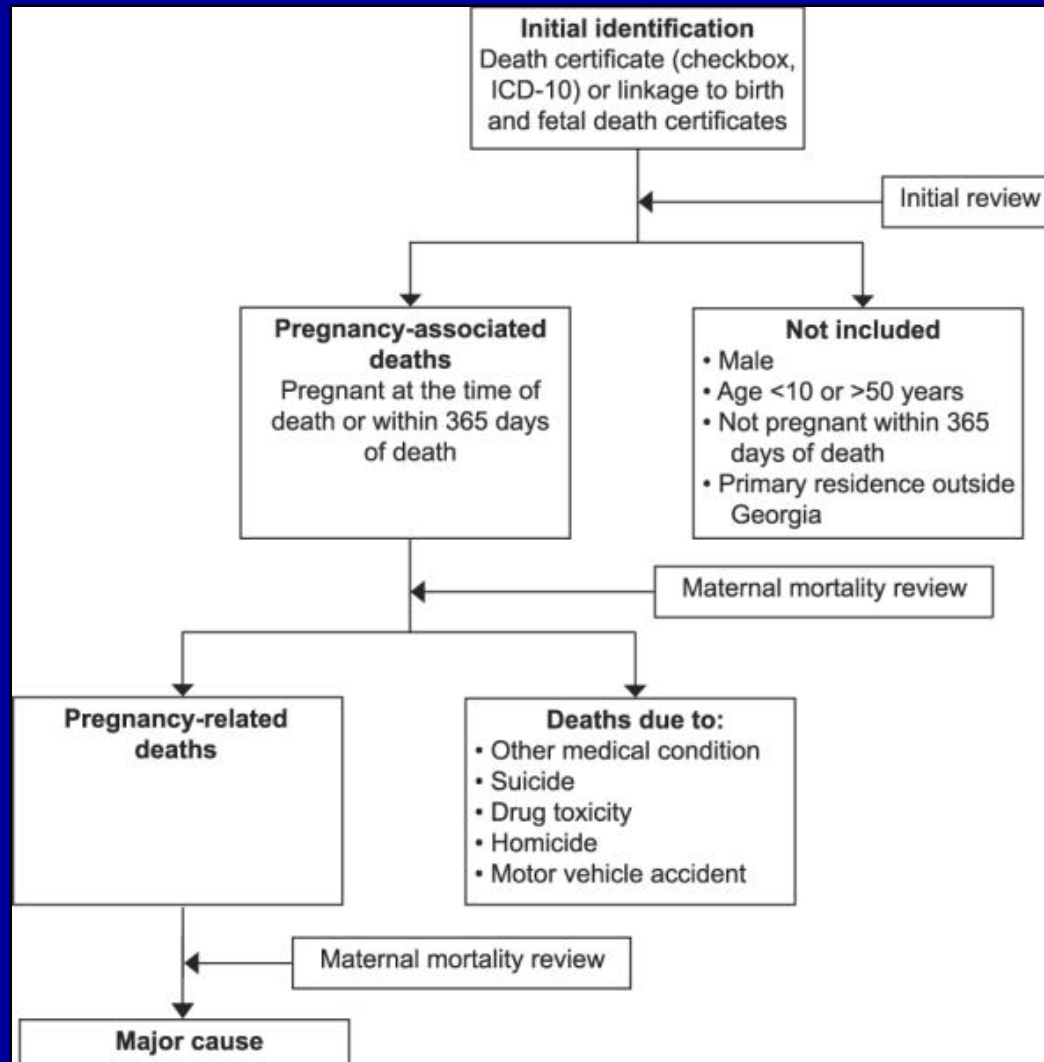 Initial identification
Death certificate (checkbox,
ICD-10) or linkage to birth
and fetal death certificates
Initial review
Pregnancy-associated
deaths
Pregnant at the time of
death or within 365 days
of death
Not included
• Male
• Age <10 or >50 years
• Not pregnant within 365
days of death
• Primary residence outside
Georgia
Maternal mortality review
Pregnancy-related
deaths
Deaths due to:
• Other medical condition
• Suicide
• Drug toxicity
• Homicide
• Motor vehicle accident
Maternal mortality review
Major cause